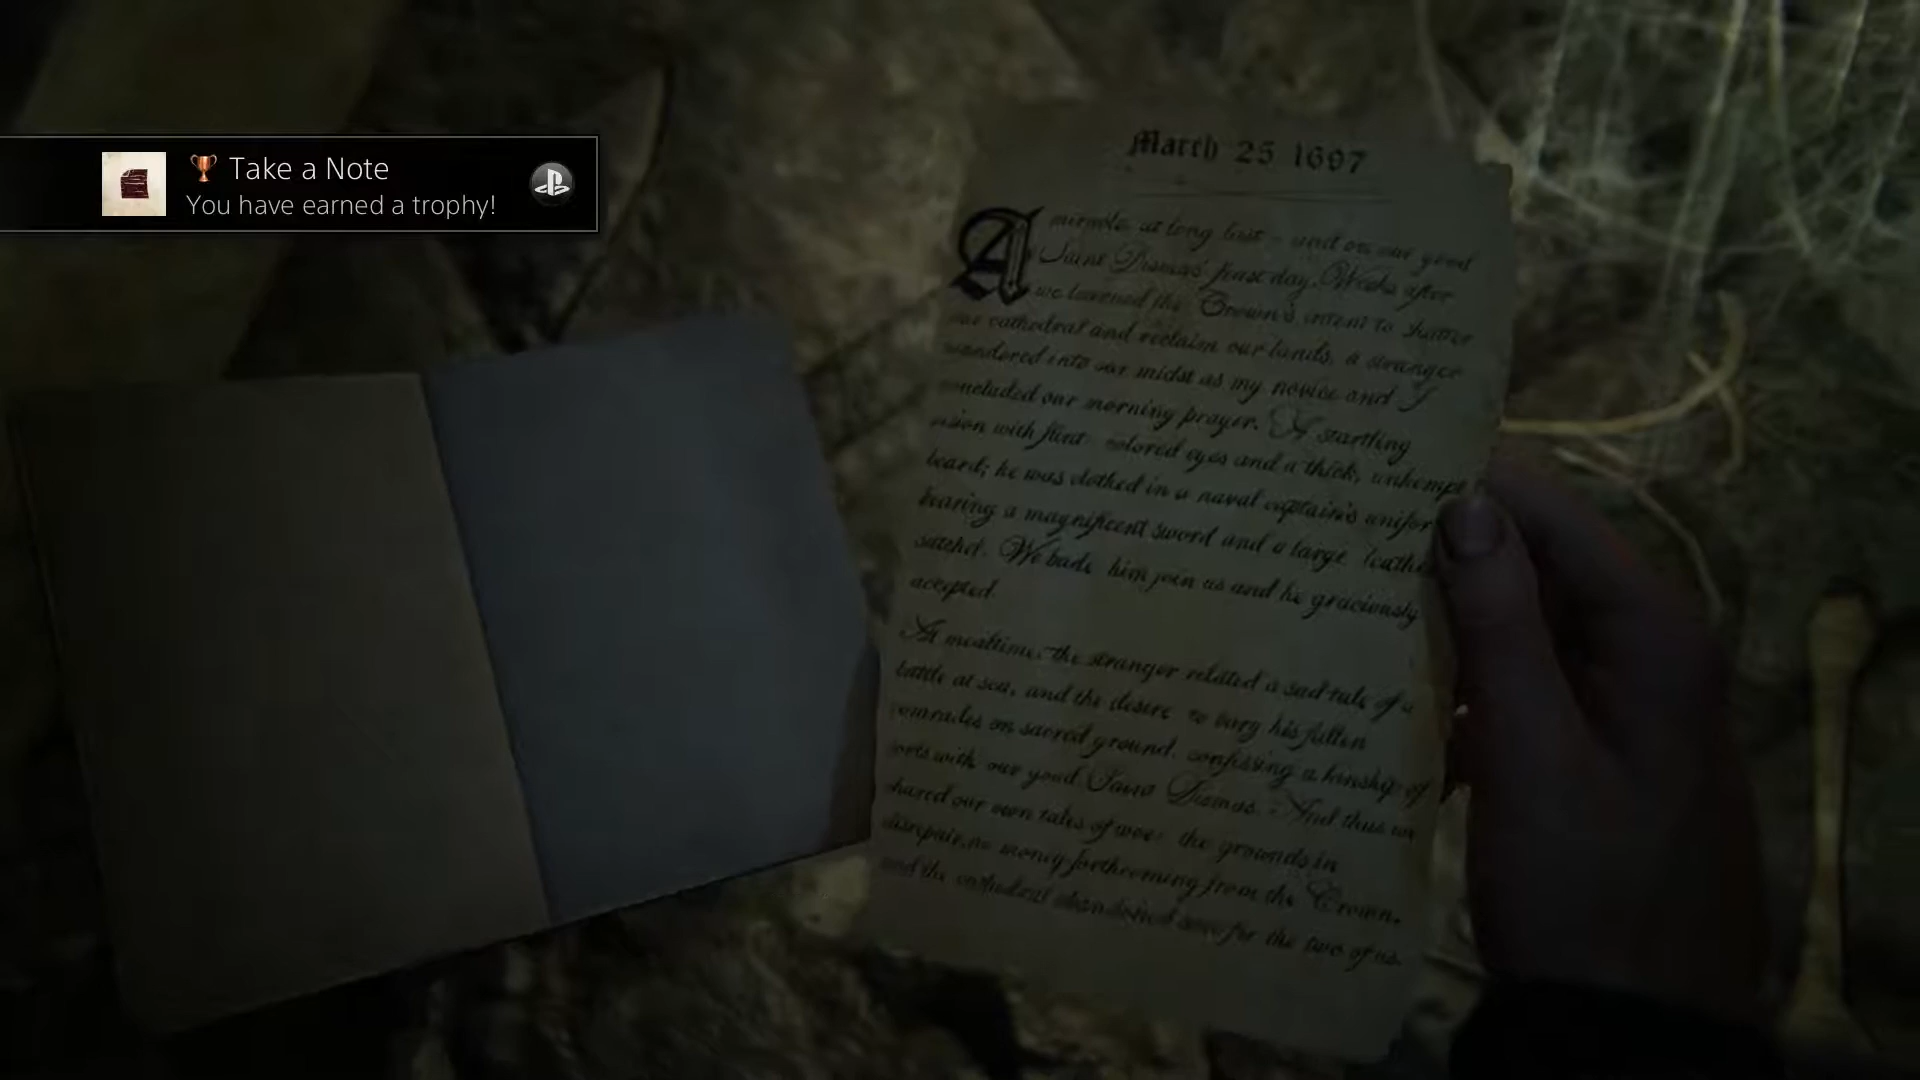 Take a Note
You have earned a trophy!
March 25 1697
A miracle, at long last - and on our good
Saint Dismas' feast day. Weeks after
we learned the Crown's intent to shutter
our cathedral and reclaim our lands, a stranger
wandered into our midst as my novice and I
concluded our morning prayer. A startling
vision with flint-colored eyes and a thick, unkempt
beard; he was clothed in a naval captain's unifor
bearing a magnificent sword and a large leathe
satchel. We bade him join us and he graciously
accepted.
At mealtime, the stranger related a sad tale of a
battle at sea, and the desire to bury his fallen
comrades on sacred ground, confessing a kinship of
sorts with our good Saint Dismas. And thus we
shared our own tales of woe: the grounds in
disrepair, no money forthcoming from the Crown,
and the cathedral abandoned save for the two of us.